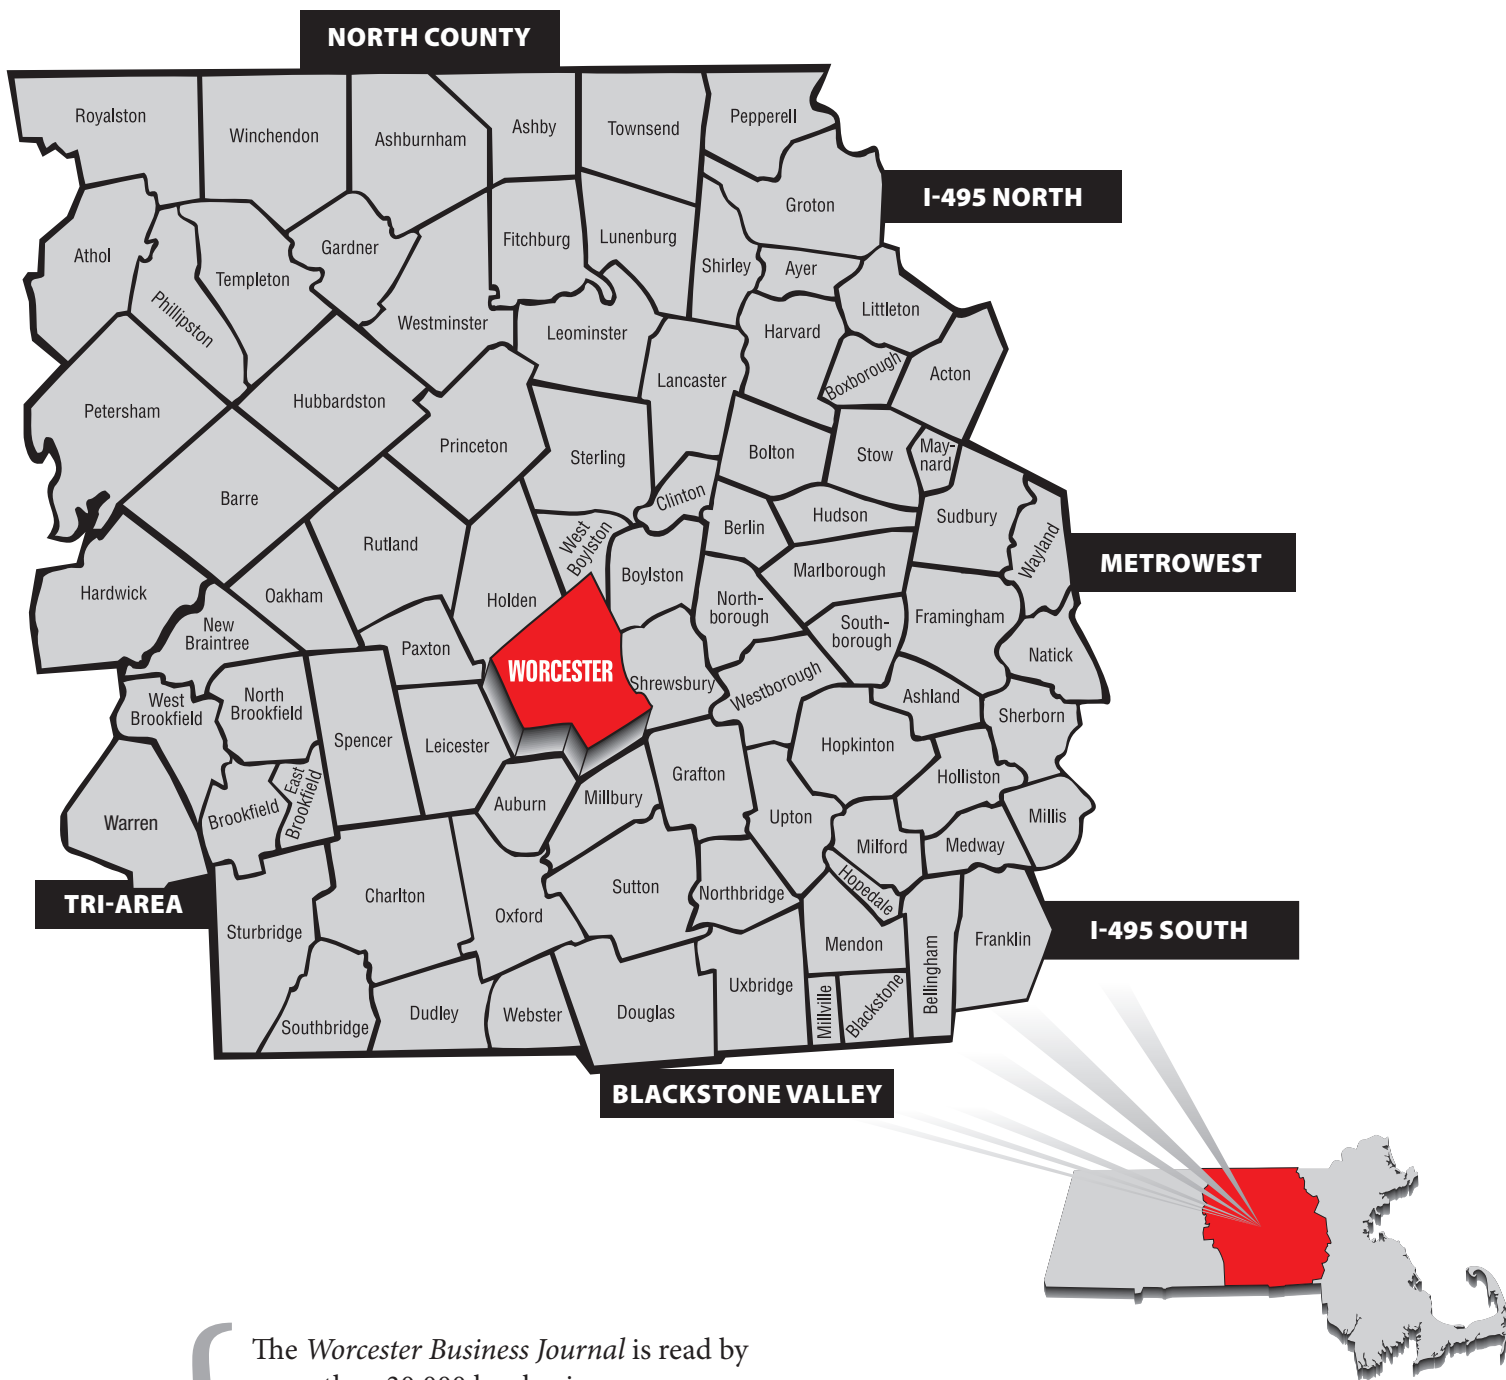 NORTH COUNTY
Royalston
Winchendon
Ashburnham
Ashby
Townsend
Pepperell
I-495 NORTH
Groton
Athol
Phillipston
Templeton
Gardner
Westminster
Fitchburg
Lunenburg
Shirley
Ayer
Littleton
Leominster
Harvard
Boxborough
Acton
Petersham
Hubbardston
Princeton
Lancaster
Sterling
Bolton
Stow
May-
nard
Barre
Clinton
Berlin
Hudson
Sudbury
Wayland
METROWEST
Rutland
West
Boylston
Boylston
Marlborough
Hardwick
Oakham
Holden
North-
borough
South-
borough
Framingham
New
Braintree
Paxton
WORCESTER
Shrewsbury
Westborough
Natick
Ashland
Sherborn
West
Brookfield
North
Brookfield
Spencer
Leicester
Hopkinton
Holliston
Grafton
Auburn
Millbury
Upton
Millis
Warren
Brookfield
East
Brookfield
Milford
Medway
Hopedale
TRI-AREA
Charlton
Oxford
Sutton
Northbridge
Sturbridge
Mendon
Bellingham
Franklin
I-495 SOUTH
Southbridge
Dudley
Webster
Douglas
Uxbridge
Millville
Blackstone
BLACKSTONE VALLEY
The Worcester Business Journal is read by